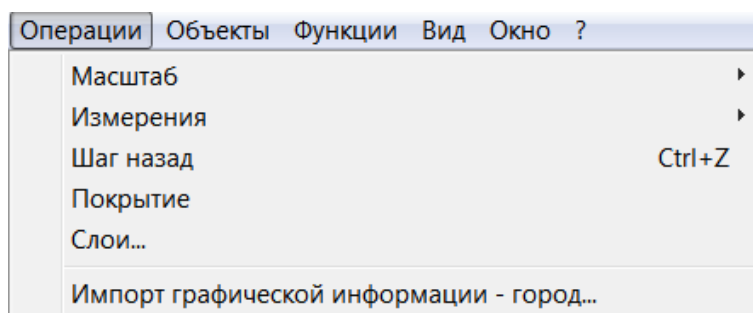 Операции Объекты Функции Вид Окно ?
Масштаб
Измерения
Шаг назад Ctrl+Z
Покрытие
Слои...
Импорт графической информации - город...